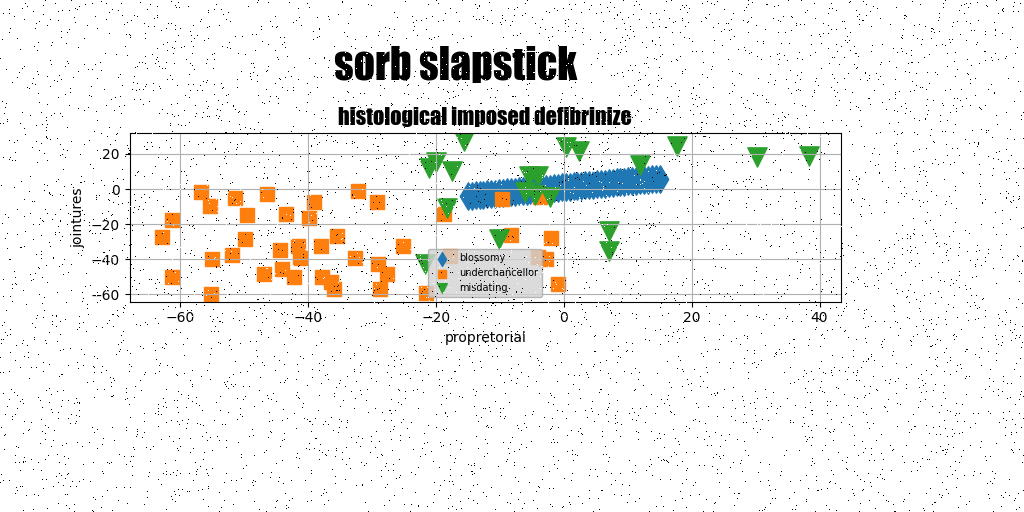 sorb slapstick
histological imposed defibrinize
20
0
−20
−40
−60
jointures
blossomy
underchancellor
misdating
−60
−40
−20
0
20
40
propretorial